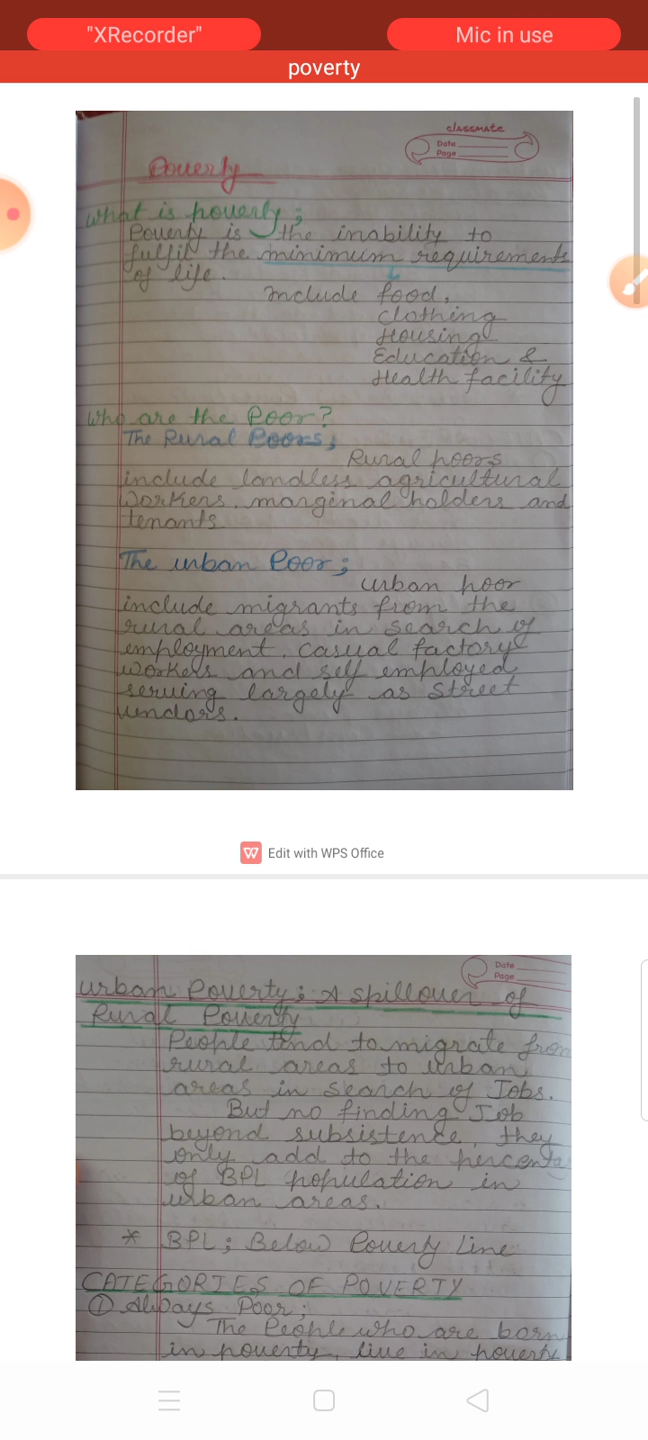 "XRecorder"
Mic in use
poverty
classmate
Date
Page
Poverty
What is poverty;
Poverty is the inability to
fulfil the minimum requirements
of life.
Include food,
clothing
Housing
Education &
Health facility
Who are the Poor?
The Rural Poors;
Rural poors
include landless agricultural
workers, marginal holders and
tenants
The urban Poor;
urban poor
include migrants from the
rural areas in search of
employment, casual factory
workers and self employed
serving largely as street
vendors.
W Edit with WPS Office
Date
Page
Urban Poverty; A spillover of
Rural Poverty
People tend to migrate from
rural areas to urban
areas in search of Jobs.
But no finding Job
beyond subsistence, they
only add to the percenta
of BPL population in
urban areas.
* BPL; Below Poverty Line
CATEGORIES OF POVERTY
① Always Poor;
The People who are born
in poverty, live in poverty